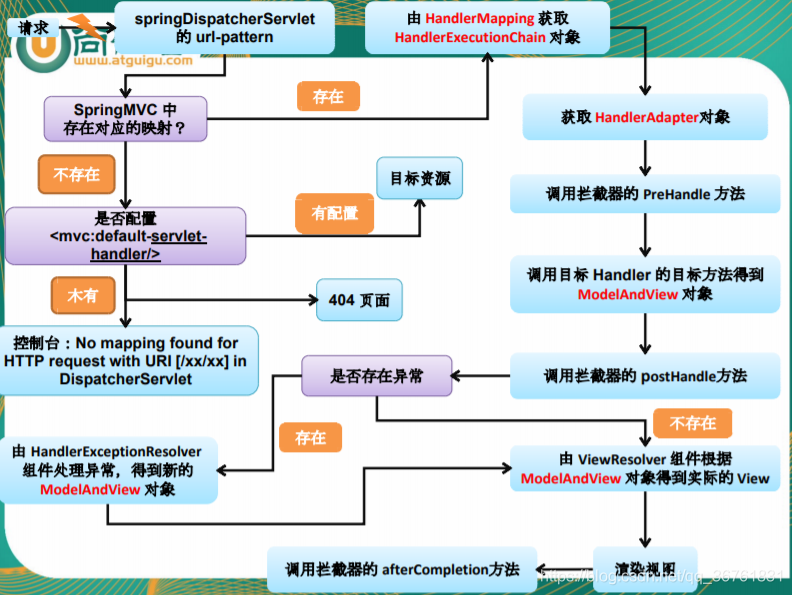 请求
springDispatcherServlet
的 url-pattern
由 HandlerMapping 获取
HandlerExecutionChain 对象
www.atguigu.com
SpringMVC 中
存在对应的映射？
存在
获取 HandlerAdapter对象
不存在
目标资源
调用拦截器的 PreHandle 方法
是否配置
<mvc:default-servlet-
handler/>
有配置
调用目标 Handler 的目标方法得到
ModelAndView 对象
木有
404 页面
控制台：No mapping found for
HTTP request with URI [/xx/xx] in
DispatcherServlet
是否存在异常
调用拦截器的 postHandle方法
存在
不存在
由 HandlerExceptionResolver
组件处理异常，得到新的
ModelAndView 对象
由 ViewResolver 组件根据
ModelAndView 对象得到实际的 View
调用拦截器的 afterCompletion方法
渲染视图